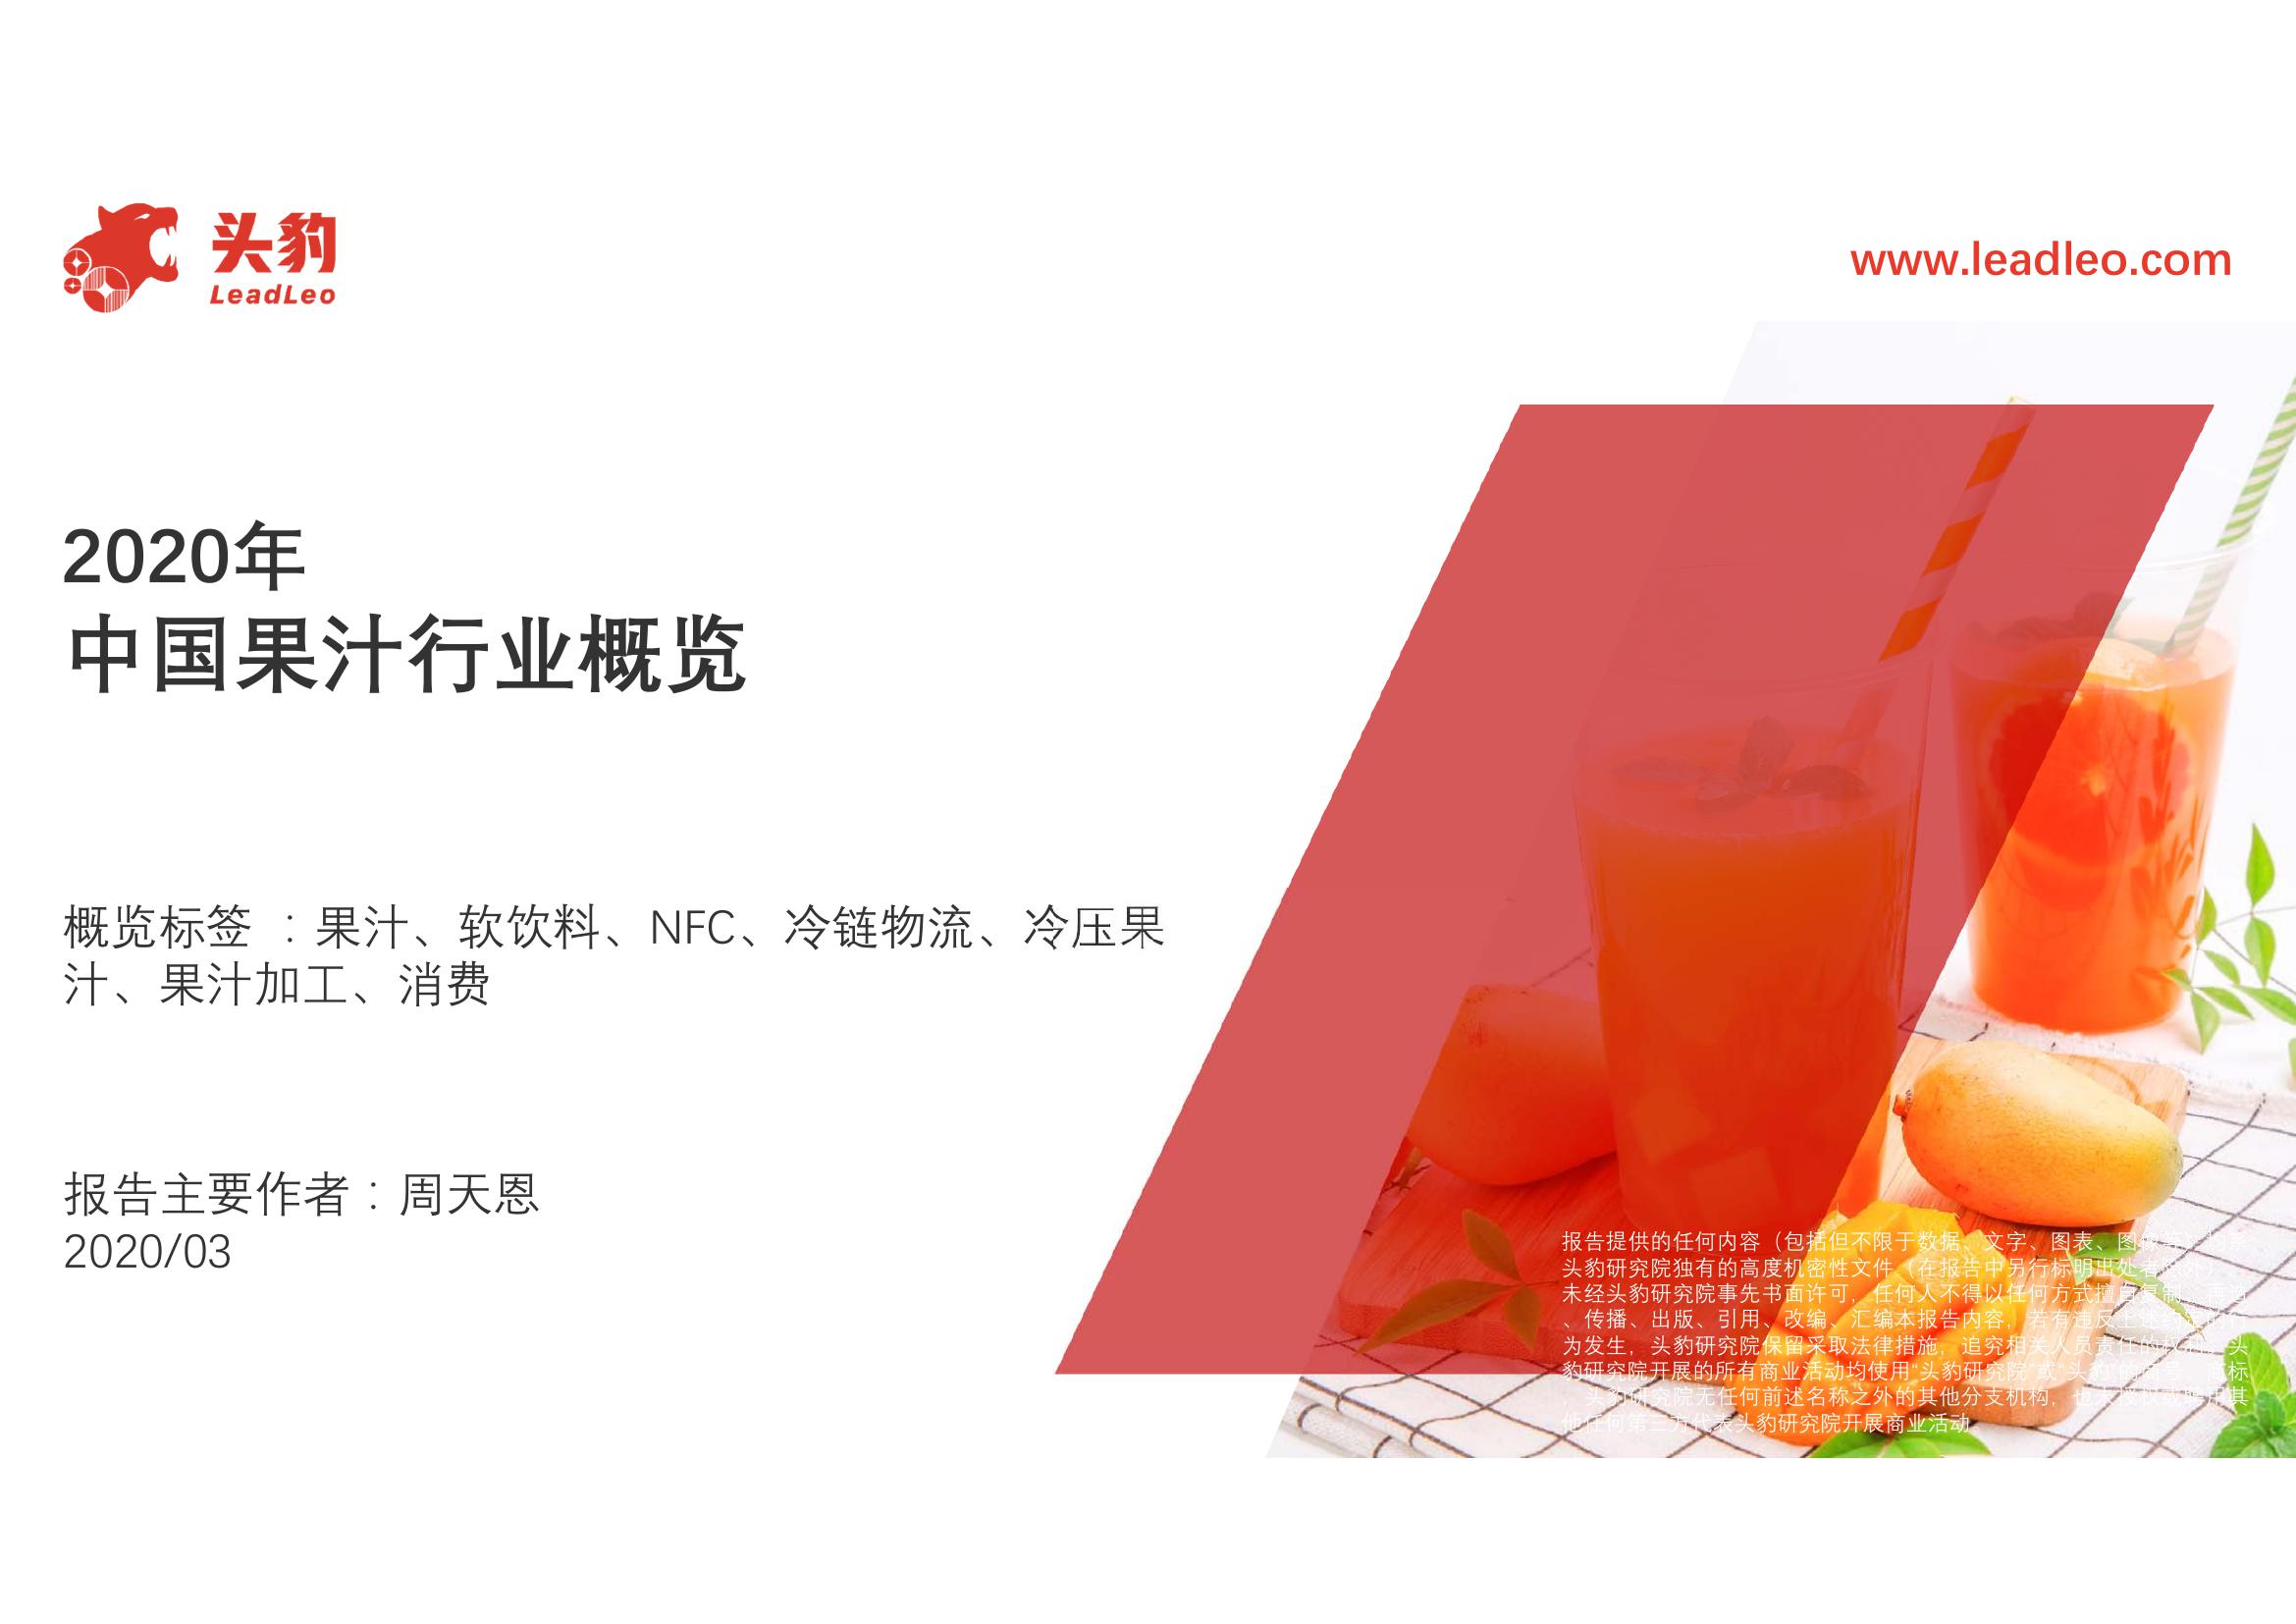 头豹
LeadLeo
www.leadleo.com
2020年
中国果汁行业概览
概览标签 ：果汁、软饮料、NFC、冷链物流、冷压果
汁、果汁加工、消费
报告主要作者：周天恩
2020/03
报告提供的任何内容（包括但不限于数据、文字、图表、图像等）
头豹研究院独有的高度机密性文件（在报告中另行标明出处者除外）
未经头豹研究院事先书面许可，任何人不得以任何方式擅自复制、再造
、传播、出版、引用、改编、汇编本报告内容，若有违反上述约定的行
为发生，头豹研究院保留采取法律措施，追究相关人员责任的权利。头
豹研究院开展的所有商业活动均使用“头豹研究院”或“头豹”的商号、商标
，头豹研究院无任何前述名称之外的其他分支机构，也未授权或聘用其
他任何第三方代表头豹研究院开展商业活动。